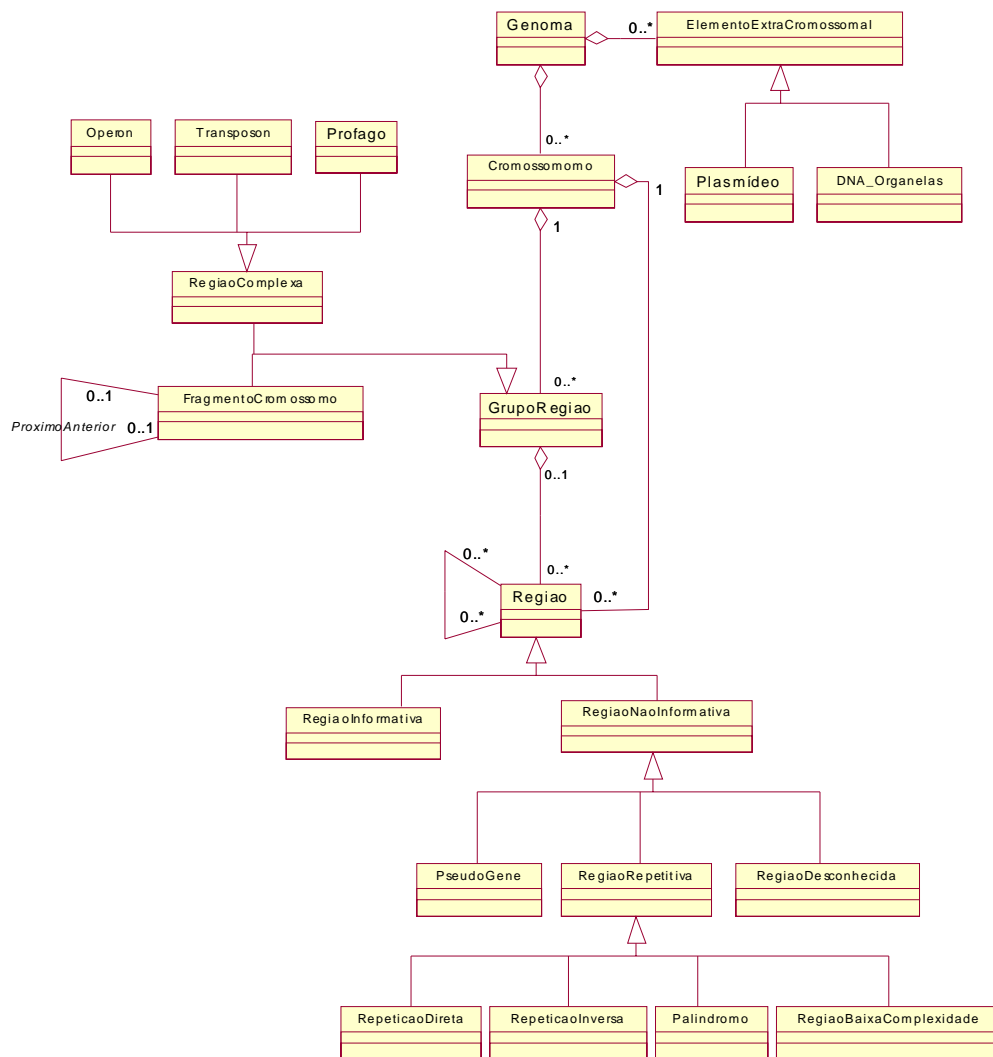 Genoma
0..*
ElementoExtraCromossomal
Operon
Transposon
Profago
0..*
Cromossomomo
1
1
Plasmídeo
DNA_Organelas
RegiaoComplexa
0..*
0..1
FragmentoCromossomo
GrupoRegiao
ProximoAnterior
0..1
0..1
0..*
0..*
Regiao
0..*
0..*
RegiaoInformativa
RegiaoNaoInformativa
PseudoGene
RegiaoRepetitiva
RegiaoDesconhecida
RepeticaoDireta
RepeticaoInversa
Palindromo
RegiaoBaixaComplexidade